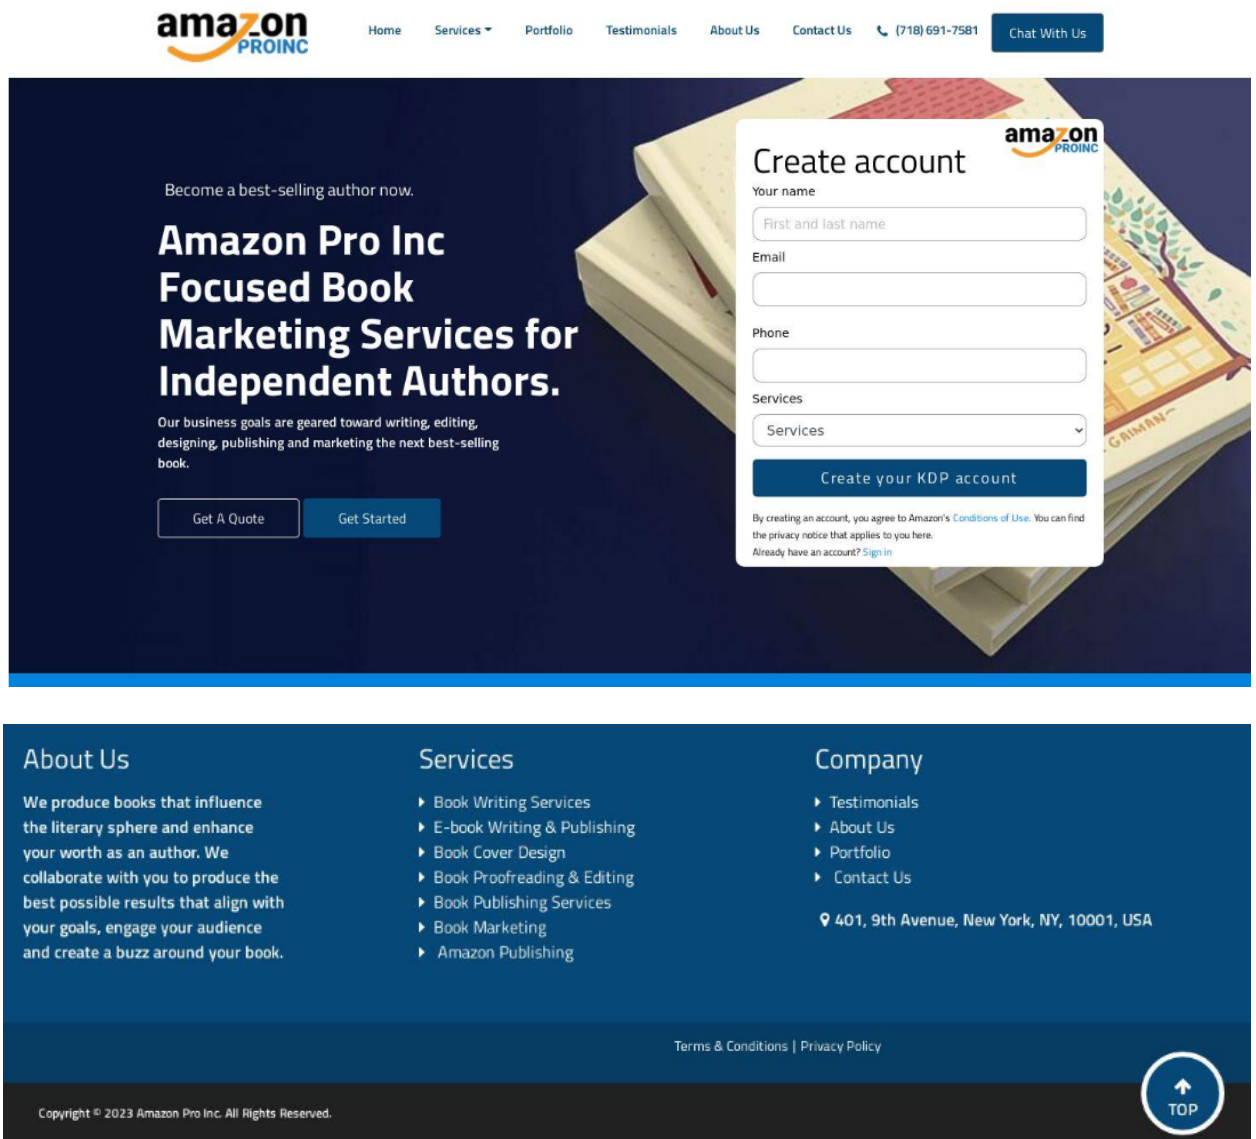 amazon
PROINC
Home Services Portfolio Testimonials About Us Contact Us (718) 691-7581 Chat With Us
Become a best-selling author now.
Amazon Pro Inc
Focused Book
Marketing Services for
Independent Authors.
Our business goals are geared toward writing, editing,
designing, publishing and marketing the next best-selling
book.
Get A Quote Get Started
amazon
PROINC
Create account
Your name
First and last name
Email
Phone
Services
Services
Create your KDP account
By creating an account, you agree to Amazon's Conditions of Use. You can find
the privacy notice that applies to you here.
Already have an account? Sign in
GAIMAN
About Us
We produce books that influence
the literary sphere and enhance
your worth as an author. We
collaborate with you to produce the
best possible results that align with
your goals, engage your audience
and create a buzz around your book.
Services
Book Writing Services
E-book Writing & Publishing
Book Cover Design
Book Proofreading & Editing
Book Publishing Services
Book Marketing
Amazon Publishing
Company
Testimonials
About Us
Portfolio
Contact Us
401, 9th Avenue, New York, NY, 10001, USA
Terms & Conditions | Privacy Policy
TOP
Copyright © 2023 Amazon Pro Inc. All Rights Reserved.